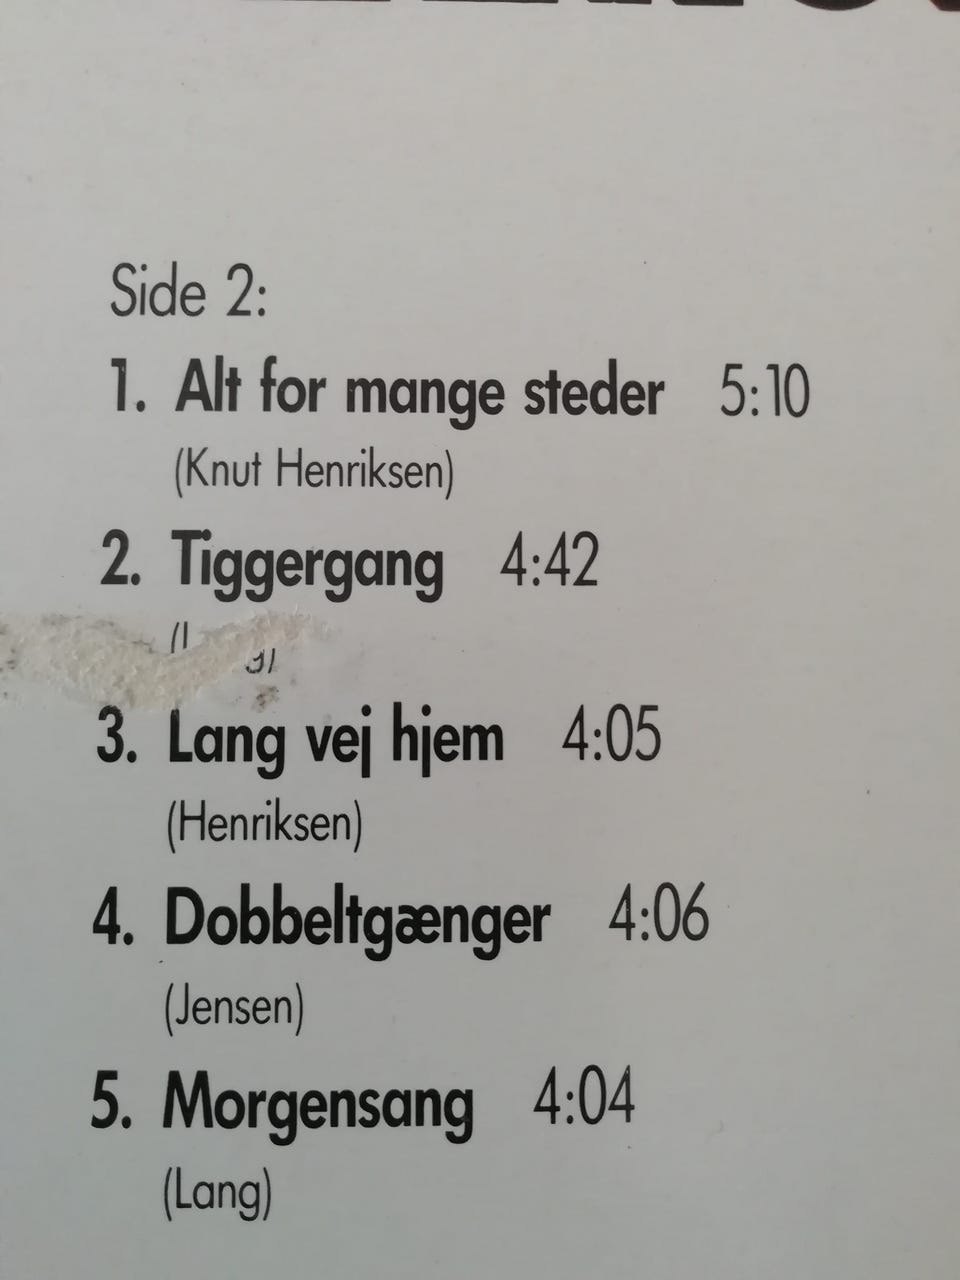 Side 2:
1. Alt for mange steder 5:10
(Knut Henriksen)
2. Tiggergang 4:42
3. Lang vej hjem 4:05
(Henriksen)
4. Dobbeltgænger 4:06
(Jensen)
5. Morgensang 4:04
(Lang)